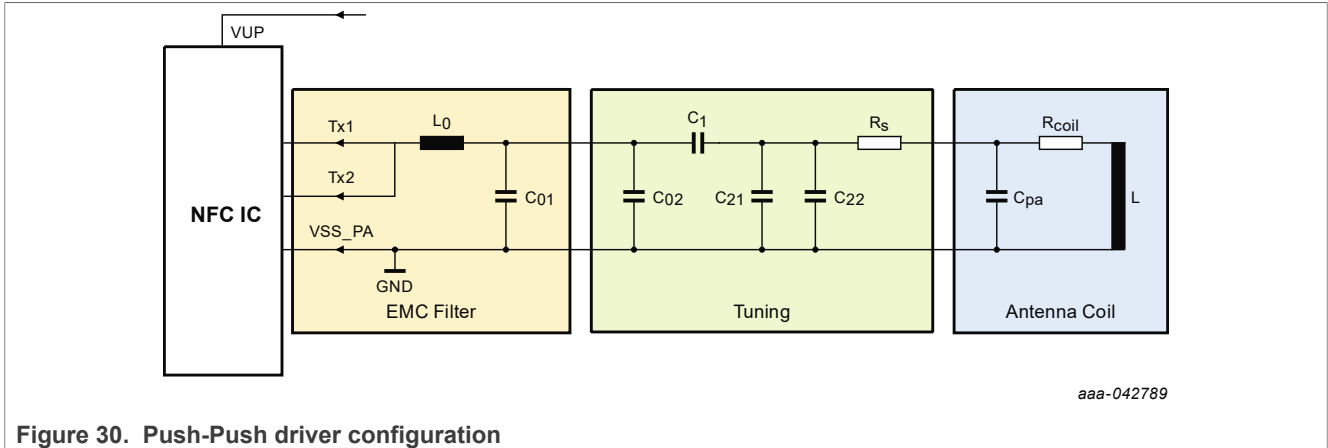 VUP
Tx1
L0
C1
Rs
Rcoil
Tx2
C01
C02
C21
C22
Cpa
L
NFC IC
VSS_PA
GND
EMC Filter
Tuning
Antenna Coil
aaa-042789
Figure 30. Push-Push driver configuration